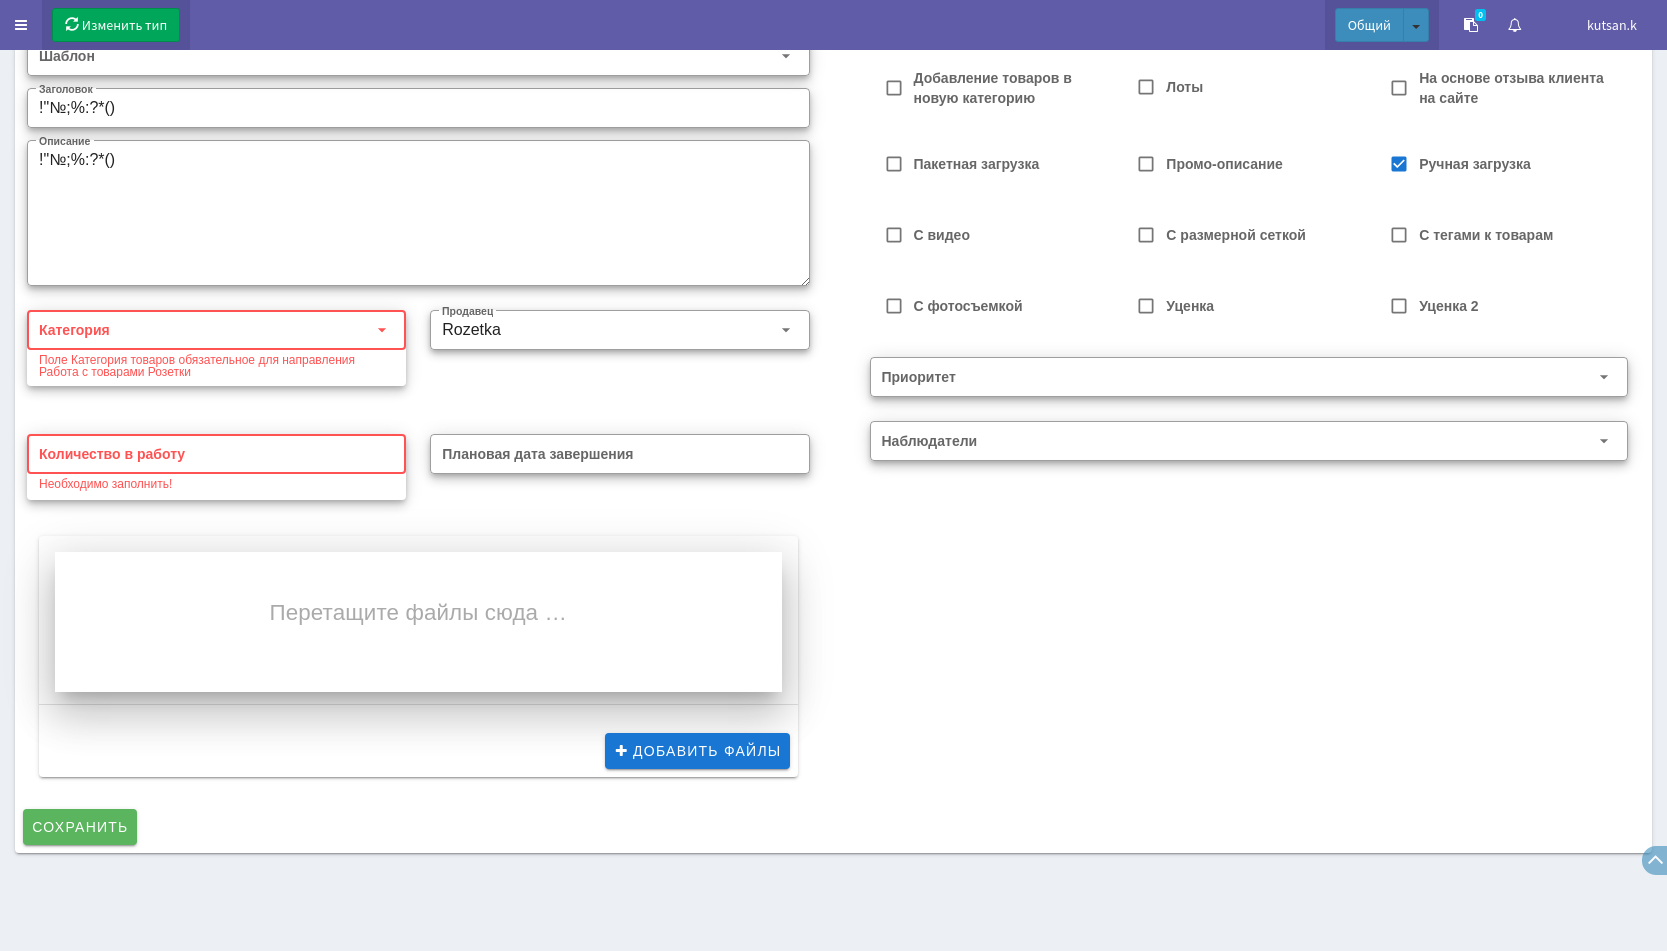 Изменить тип
Общий
0
kutsan.k
Шаблон
Заголовок
!"№;%:?*()
Описание
!"№;%:?*()
Категория
Поле Категория товаров обязательное для направления
Работа с товарами Розетки
Продавец
Rozetka
Количество в работу
Необходимо заполнить!
Плановая дата завершения
Перетащите файлы сюда …
ДОБАВИТЬ ФАЙЛЫ
СОХРАНИТЬ
Добавление товаров в
новую категорию
Лоты
На основе отзыва клиента
на сайте
Пакетная загрузка
Промо-описание
Ручная загрузка
С видео
С размерной сеткой
С тегами к товарам
С фотосъемкой
Уценка
Уценка 2
Приоритет
Наблюдатели